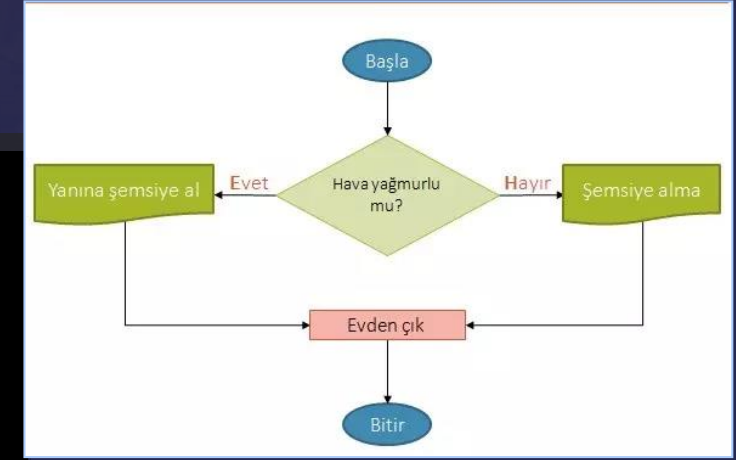 Başla
Hava yağmurlu
mu?
Evet
Hayır
Yanına şemsiye al
Şemsiye alma
Evden çık
Bitir